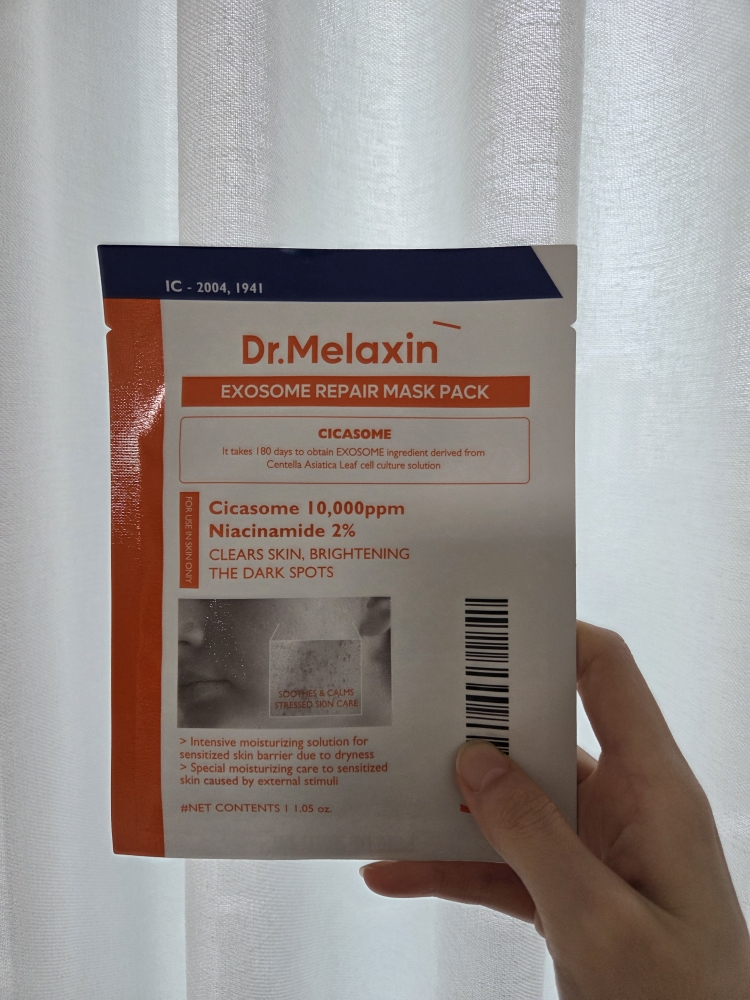 IC - 2004, 1941
Dr.Melaxin
EXOSOME REPAIR MASK PACK
CICASOME
It takes 180 days to obtain EXOSOME ingredient derived from
Centella Asiatica Leaf cell culture solution
FOR USE IN SKIN ONLY
Cicasome 10,000ppm
Niacinamide 2%
CLEARS SKIN, BRIGHTENING
THE DARK SPOTS
SOOTHES & CALMS
STRESSED SKIN CARE
> Intensive moisturizing solution for
sensitized skin barrier due to dryness
> Special moisturizing care to sensitized
skin caused by external stimuli
#NET CONTENTS 1 1.05 oz.